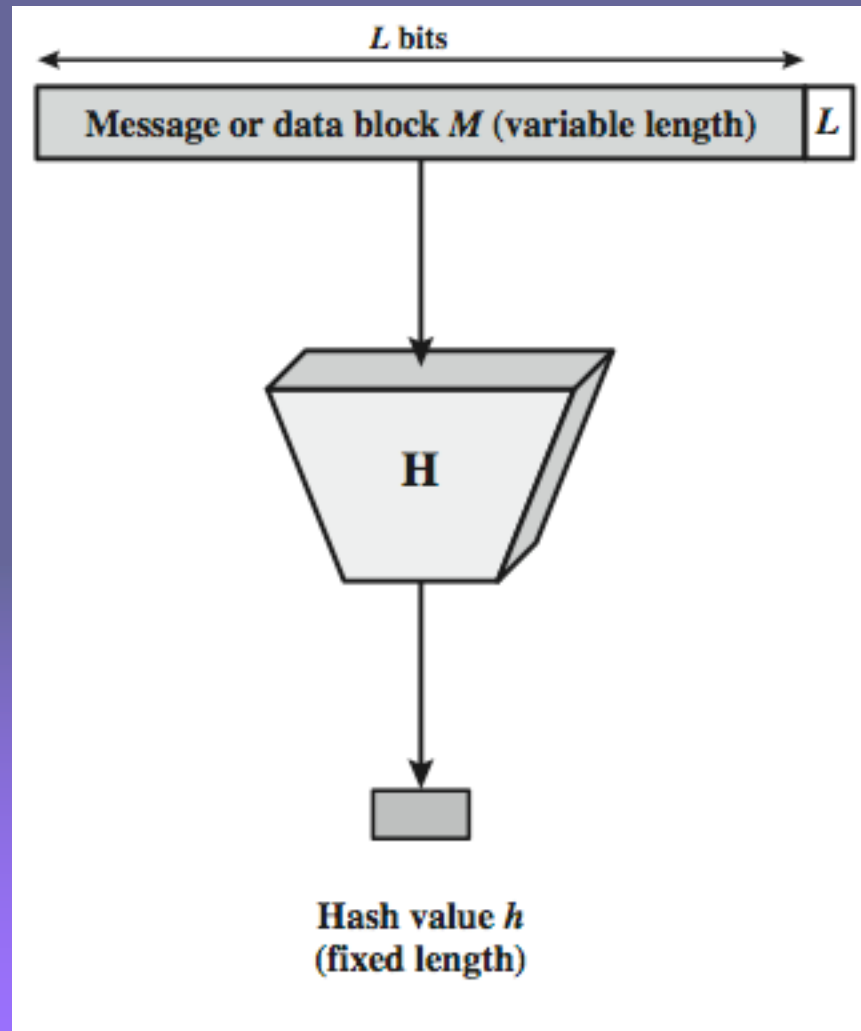 L bits
Message or data block M (variable length) L
H
Hash value h
(fixed length)